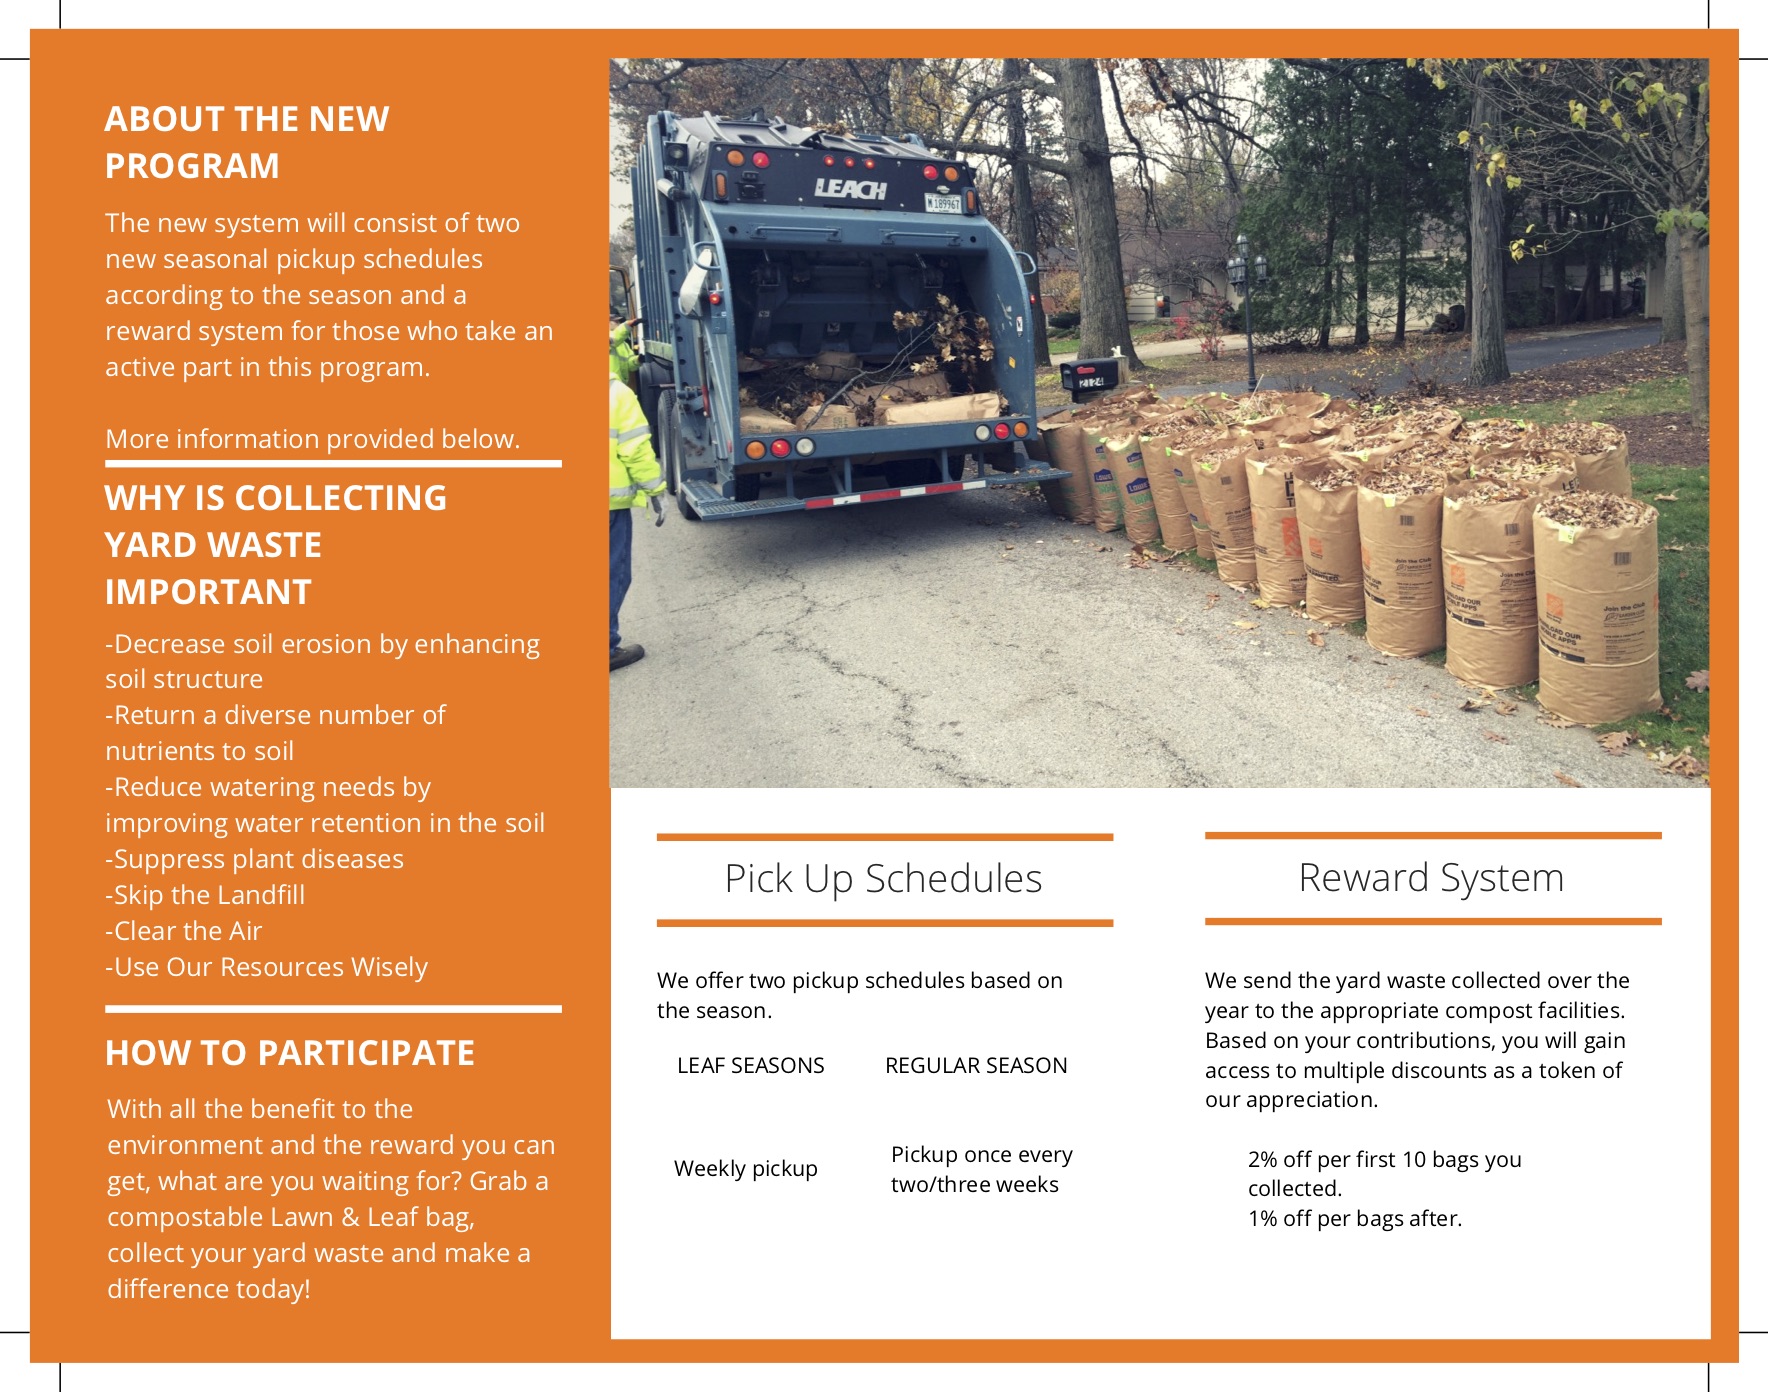 ABOUT THE NEW
PROGRAM
The new system will consist of two
new seasonal pickup schedules
according to the season and a
reward system for those who take an
active part in this program.
More information provided below.
WHY IS COLLECTING
YARD WASTE
IMPORTANT
-Decrease soil erosion by enhancing
soil structure
-Return a diverse number of
nutrients to soil
-Reduce watering needs by
improving water retention in the soil
-Suppress plant diseases
-Skip the Landfill
-Clear the Air
-Use Our Resources Wisely
HOW TO PARTICIPATE
With all the benefit to the
environment and the reward you can
get, what are you waiting for? Grab a
compostable Lawn & Leaf bag,
collect your yard waste and make a
difference today!
LEACH
M 189967
2124
Lowe's
Join the Club
Pick Up Schedules
We offer two pickup schedules based on
the season.
LEAF SEASONS
REGULAR SEASON
Weekly pickup
Pickup once every
two/three weeks
Reward System
We send the yard waste collected over the
year to the appropriate compost facilities.
Based on your contributions, you will gain
access to multiple discounts as a token of
our appreciation.
2% off per first 10 bags you
collected.
1% off per bags after.